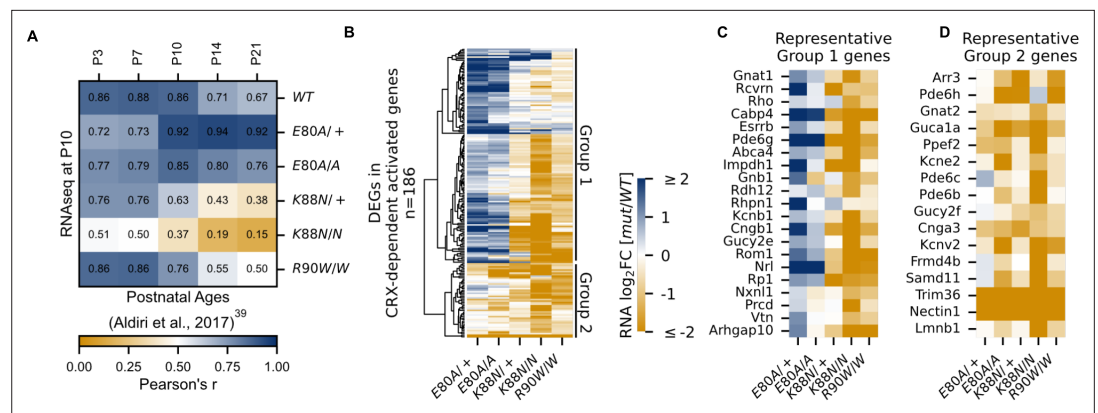 A
P3
P7
P10
P14
P21
RNAseq at P10
0.86 0.88 0.86 0.71 0.67 WT
0.72 0.73 0.92 0.94 0.92 E80A/+
0.77 0.79 0.85 0.80 0.76 E80A/A
0.76 0.76 0.63 0.43 0.38 K88N/+
0.51 0.50 0.37 0.19 0.15 K88N/N
0.86 0.86 0.76 0.55 0.50 R90W/W
Postnatal Ages
(Aldiri et al., 2017)39
0.00 0.25 0.50 0.75 1.00
Pearson's r
B
DEGs in
CRX-dependent activated genes
n=186
Group 1
Group 2
E80A/+
E80A/A
K88N/+
K88N/N
R90W/W
RNA log2FC [mut/WT]
≥ 2
1
0
-1
≤ -2
C
Representative
Group 1 genes
Gnat1
Rcvrn
Rho
Cabp4
Esrrb
Pde6g
Abca4
Impdh1
Gnb1
Rdh12
Rhpn1
Kcnb1
Cngb1
Gucy2e
Rom1
Nrl
Rp1
Nxnl1
Prcd
Vtn
Arhgap10
E80A/+
E80A/A
K88N/+
K88N/N
R90W/W
D
Representative
Group 2 genes
Arr3
Pde6h
Gnat2
Guca1a
Ppef2
Kcne2
Pde6c
Pde6b
Gucy2f
Cnga3
Kcnv2
Frmd4b
Samd11
Trim36
Nectin1
Lmnb1
E80A/+
E80A/A
K88N/+
K88N/N
R90W/W